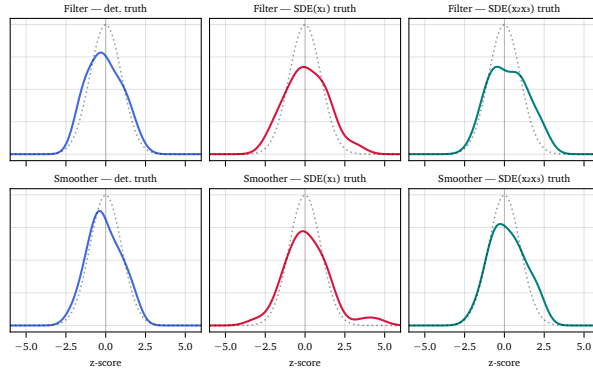 Filter — det. truth
Filter — SDE(x₁) truth
Filter — SDE(x₂x₃) truth
Smoother — det. truth
Smoother — SDE(x₁) truth
Smoother — SDE(x₂x₃) truth
−5.0 −2.5 0.0 2.5 5.0
−5.0 −2.5 0.0 2.5 5.0
−5.0 −2.5 0.0 2.5 5.0
z-score
z-score
z-score